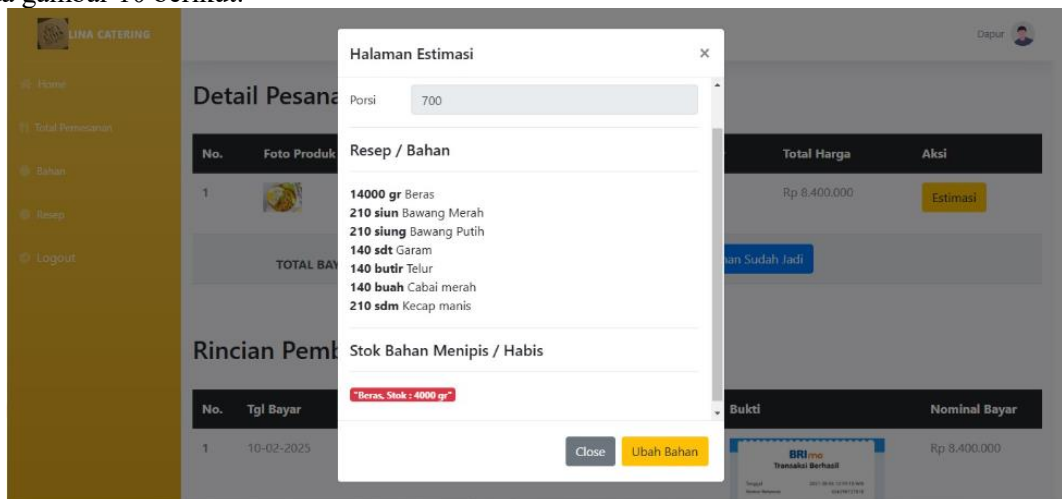 gambar 10 berikut.
LINA CATERING
Dapur
Halaman Estimasi ×
Home
Total Pemesanan
Bahan
Resep
Logout
Detail Pesana
No. Foto Produk Total Harga Aksi
1 Rp 8.400.000 Estimasi
TOTAL BAY an Sudah Jadi
Porsi 700
Resep / Bahan
14000 gr Beras
210 siun Bawang Merah
210 siung Bawang Putih
140 sdt Garam
140 butir Telur
140 buah Cabai merah
210 sdm Kecap manis
Stok Bahan Menipis / Habis
"Beras, Stok : 4000 gr"
Close Ubah Bahan
Rincian Pemb
No. Tgl Bayar Bukti Nominal Bayar
1 10-02-2025 Rp 8.400.000
BRImo
Transaksi Berhasil
Tanggal